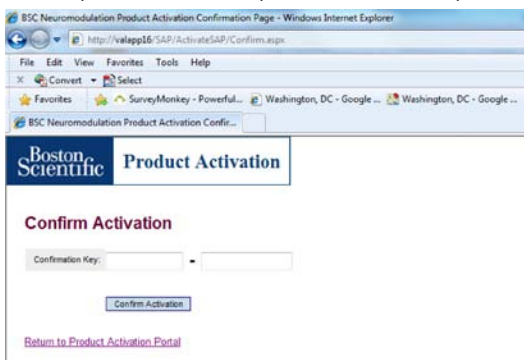 BSC Neuromodulation Product Activation Confirmation Page - Windows Internet Explorer
http://valapp16/SAP/ActivateSAP/Confirm.aspx
File Edit View Favorites Tools Help
x Convert Select
Favorites SurveyMonkey - Powerful... Washington, DC - Google ... Washington, DC - Google ...
BSC Neuromodulation Product Activation Confir...
Boston
Scientific
Product Activation
Confirm Activation
Confirmation Key: -
Confirm Activation
Return to Product Activation Portal